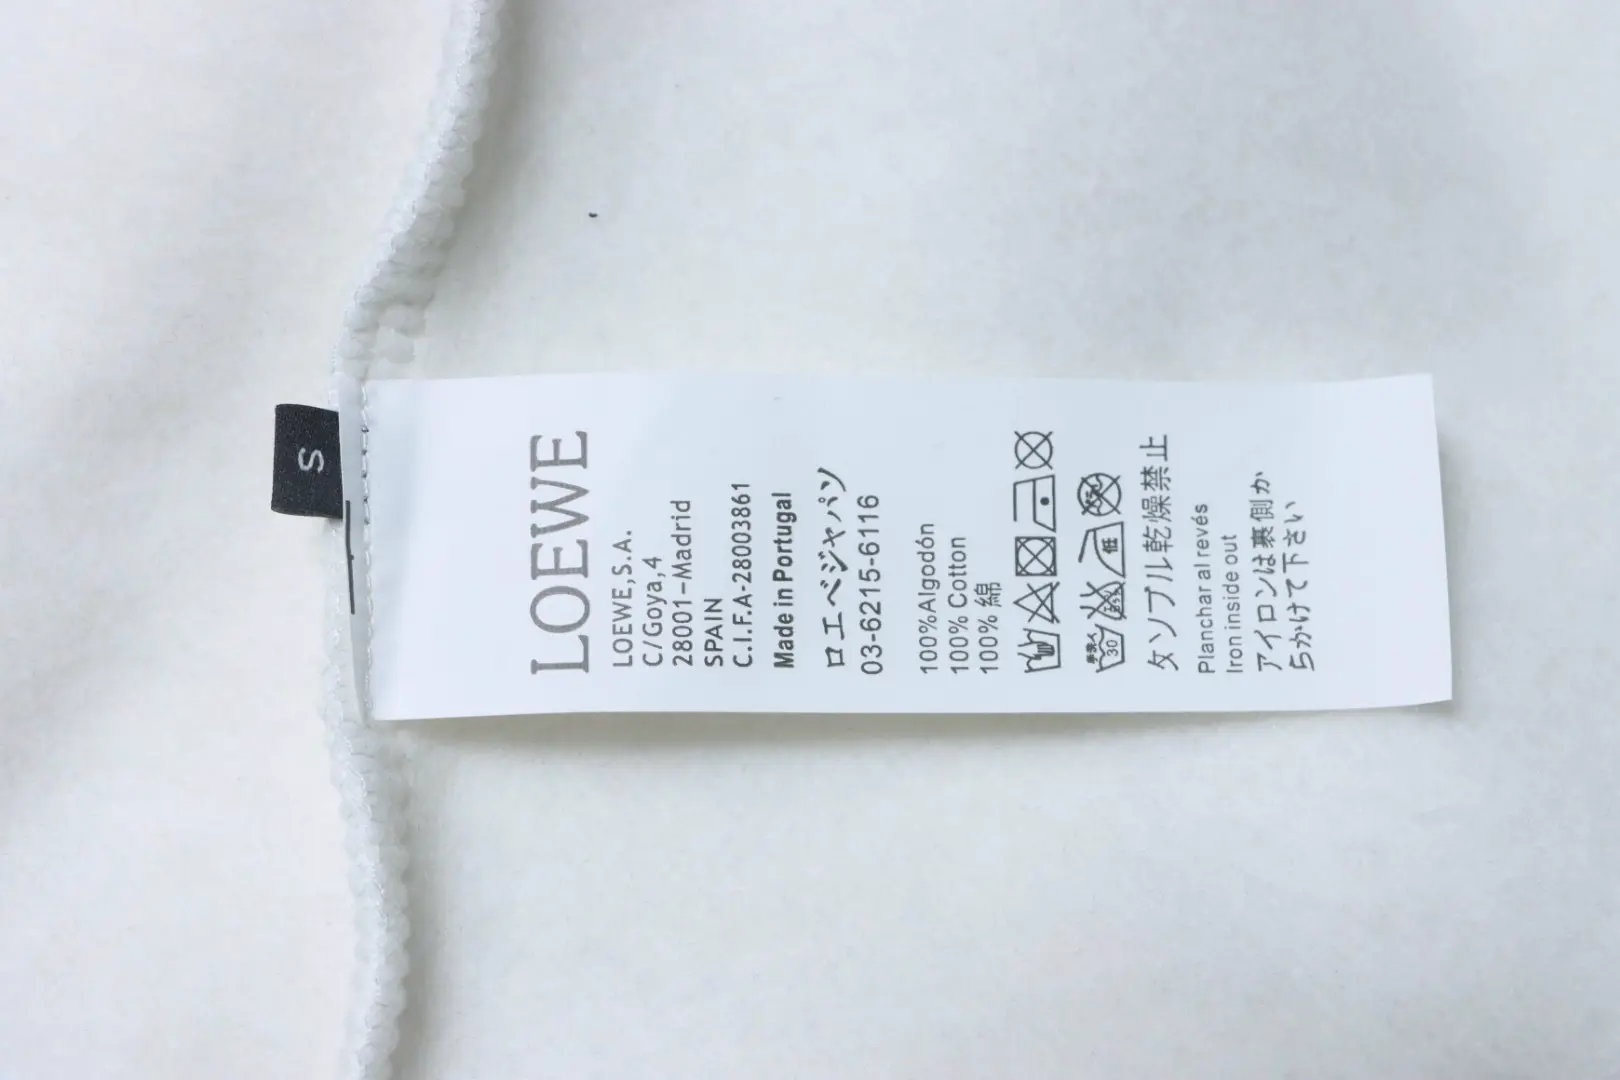 S
LOEWE
LOEWE,S.A.
C/Goya,4
28001-Madrid
SPAIN
C.I.F.A-28003861
Made in Portugal
ロエベジャパン
03-6215-6116
100%Algodón
100% Cotton
100% 綿
30 低
タンブル乾燥禁止
Planchar al revés
Iron inside out
アイロンは裏側か
らかけて下さい